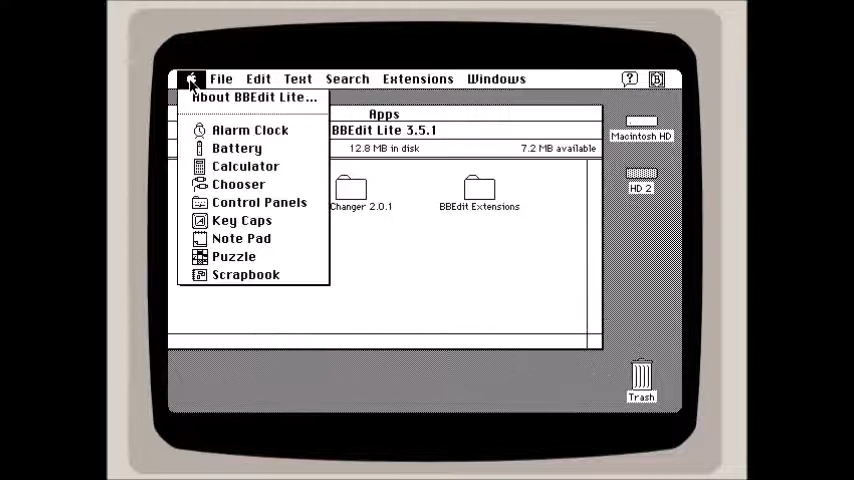 File Edit Text Search Extensions Windows
About BBEdit Lite...
Alarm Clock
Battery
Calculator
Chooser
Control Panels
Key Caps
Note Pad
Puzzle
Scrapbook
Apps
BBEdit Lite 3.5.1
12.8 MB in disk 7.2 MB available
Changer 2.0.1 BBEdit Extensions
Macintosh HD
HD 2
Trash